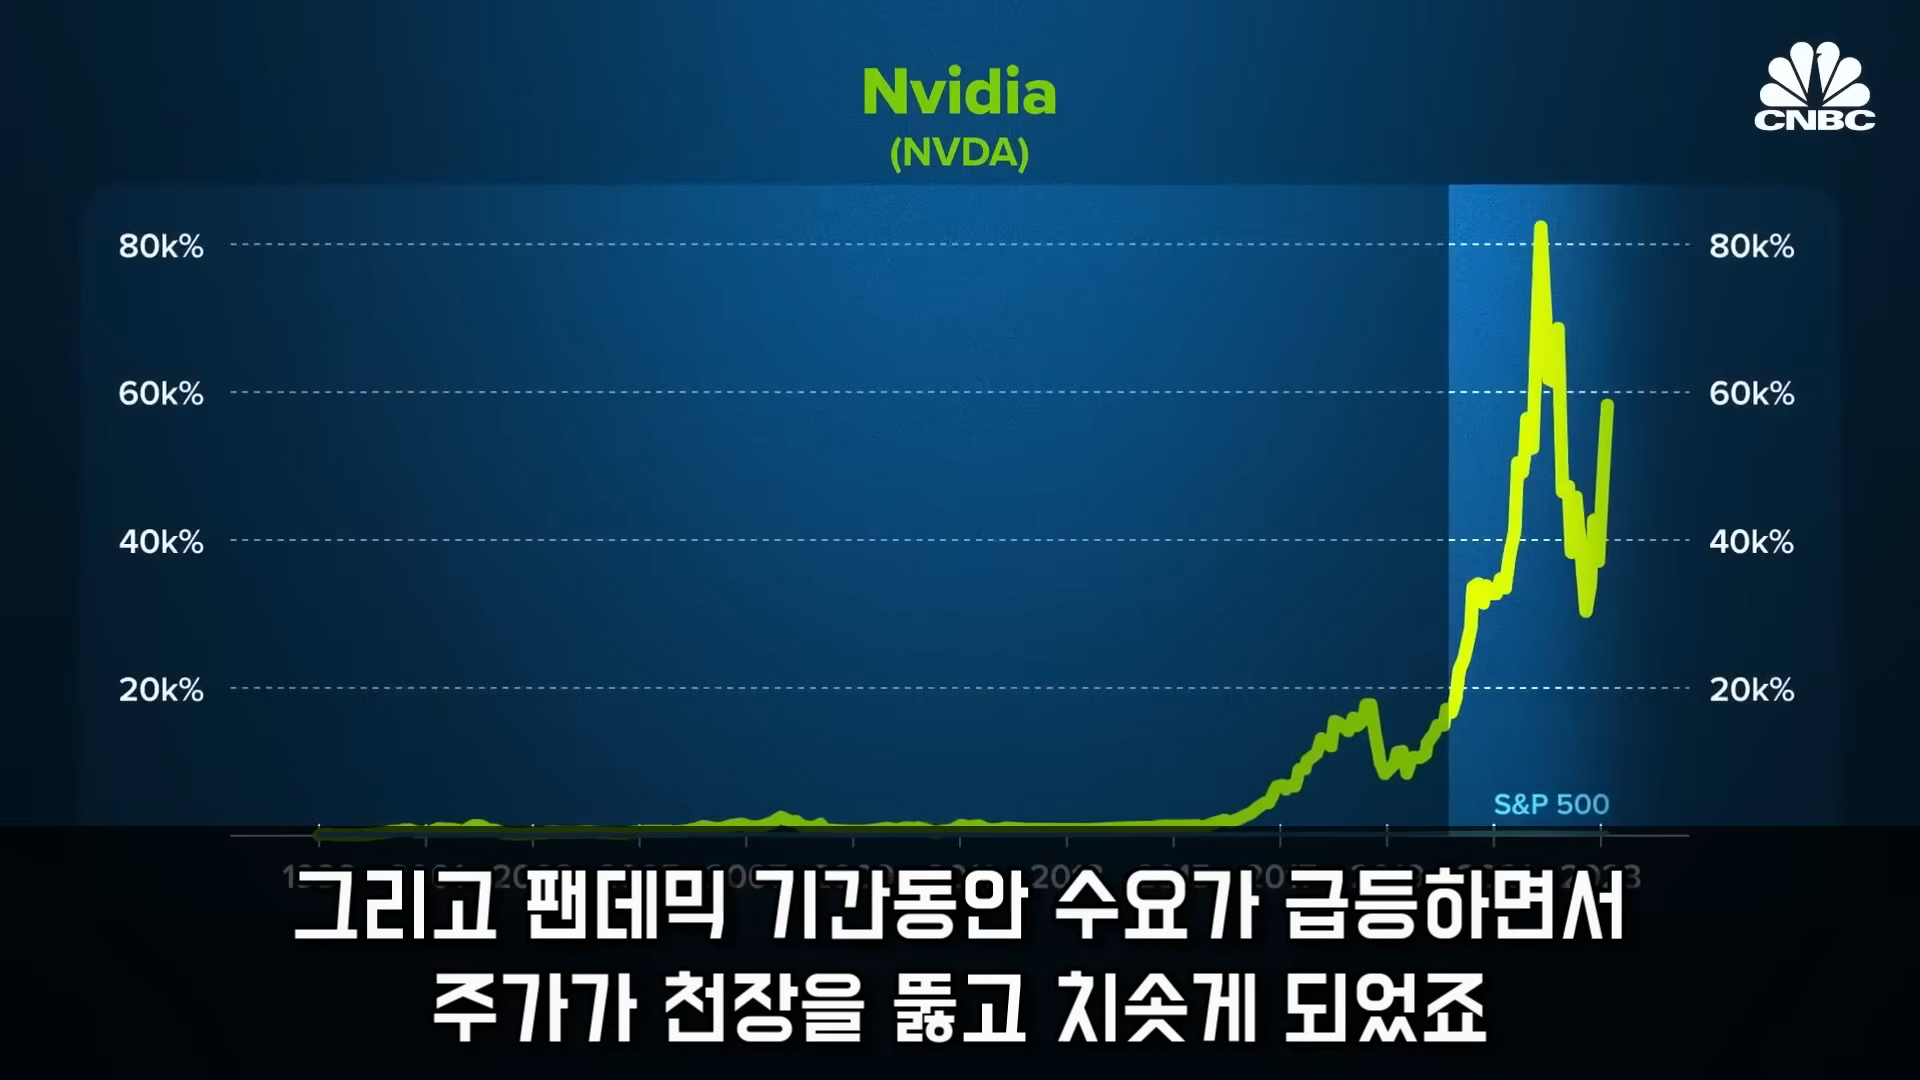 Nvidia
(NVDA)
CNBC
80k% 80k%
60k% 60k%
40k% 40k%
20k% 20k%
S&P 500
그리고 팬데믹 기간동안 수요가 급등하면서
주가가 천장을 뚫고 치솟게 되었죠